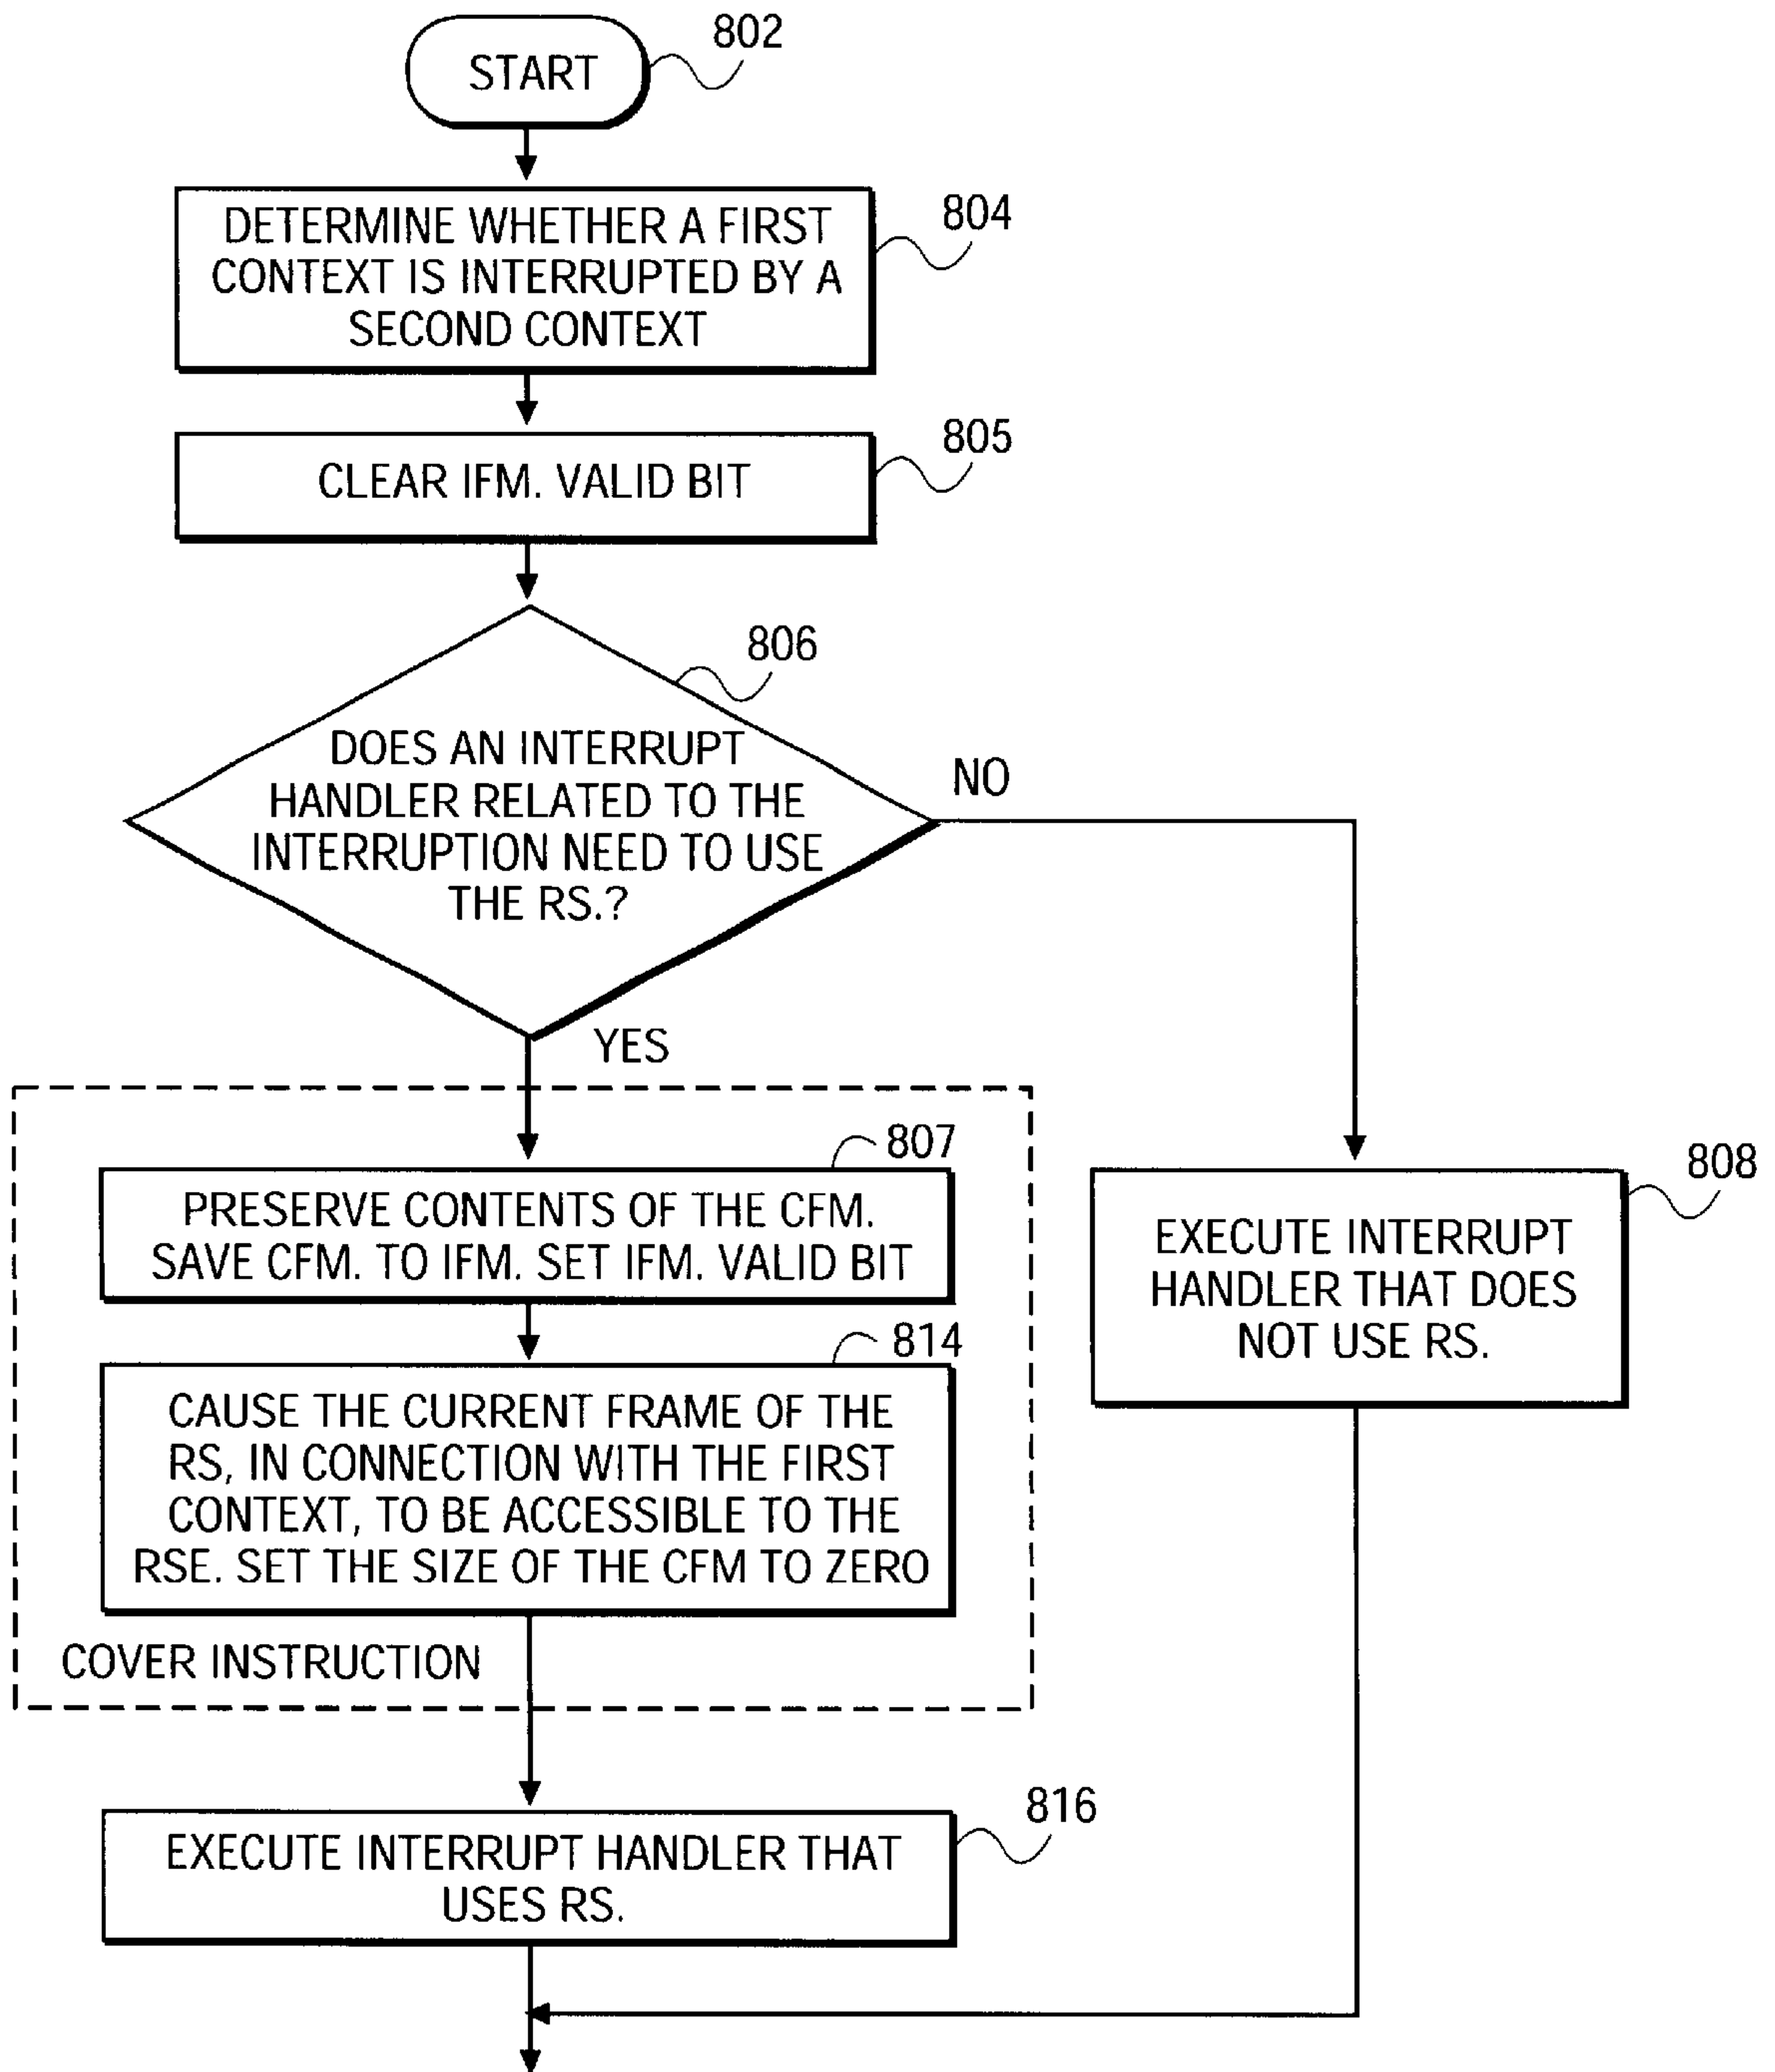 START
802
DETERMINE WHETHER A FIRST
CONTEXT IS INTERRUPTED BY A
SECOND CONTEXT
804
CLEAR IFM. VALID BIT
805
806
DOES AN INTERRUPT
HANDLER RELATED TO THE
INTERRUPTION NEED TO USE
THE RS.?
NO
YES
807
PRESERVE CONTENTS OF THE CFM.
SAVE CFM. TO IFM. SET IFM. VALID BIT
808
EXECUTE INTERRUPT
HANDLER THAT DOES
NOT USE RS.
814
CAUSE THE CURRENT FRAME OF THE
RS, IN CONNECTION WITH THE FIRST
CONTEXT, TO BE ACCESSIBLE TO THE
RSE. SET THE SIZE OF THE CFM TO ZERO
COVER INSTRUCTION
816
EXECUTE INTERRUPT HANDLER THAT
USES RS.